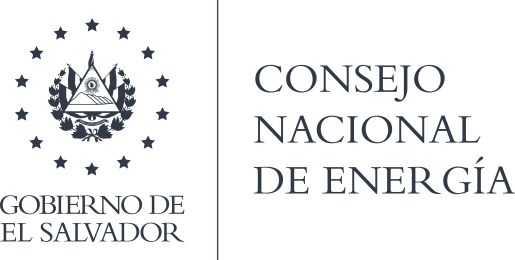 GOBIERNO DE
EL SALVADOR
CONSEJO
NACIONAL
DE ENERGÍA